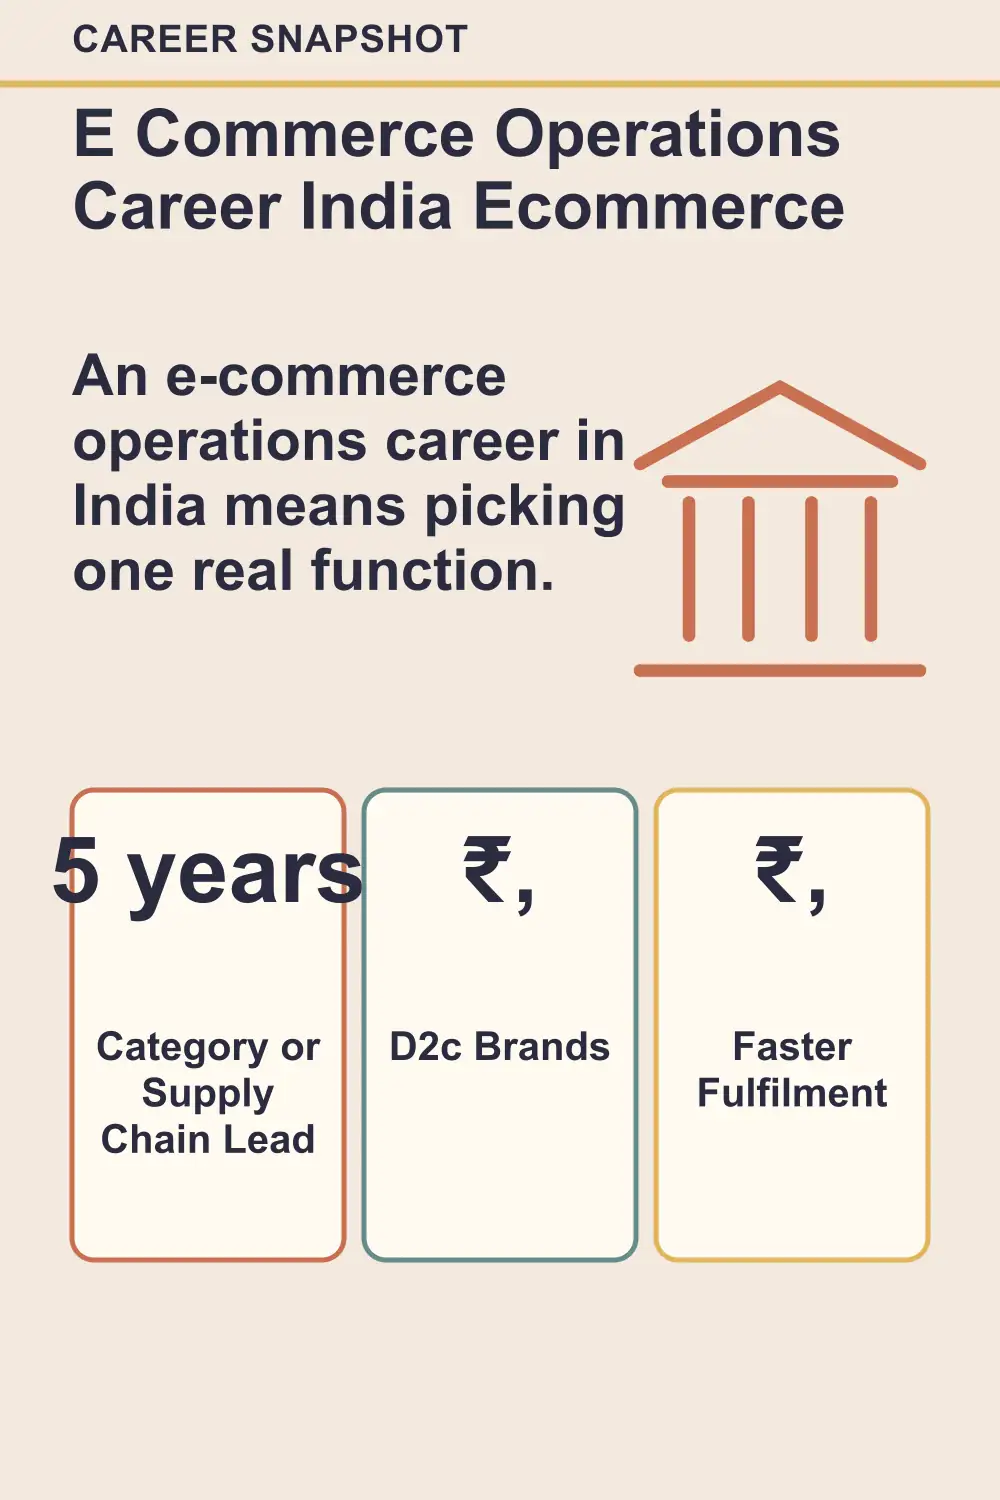 CAREER SNAPSHOT
E Commerce Operations
Career India Ecommerce
An e-commerce
operations career in
India means picking
one real function.
5 years
₹,
₹,
Category or
Supply
Chain Lead
D2c Brands
Faster
Fulfilment